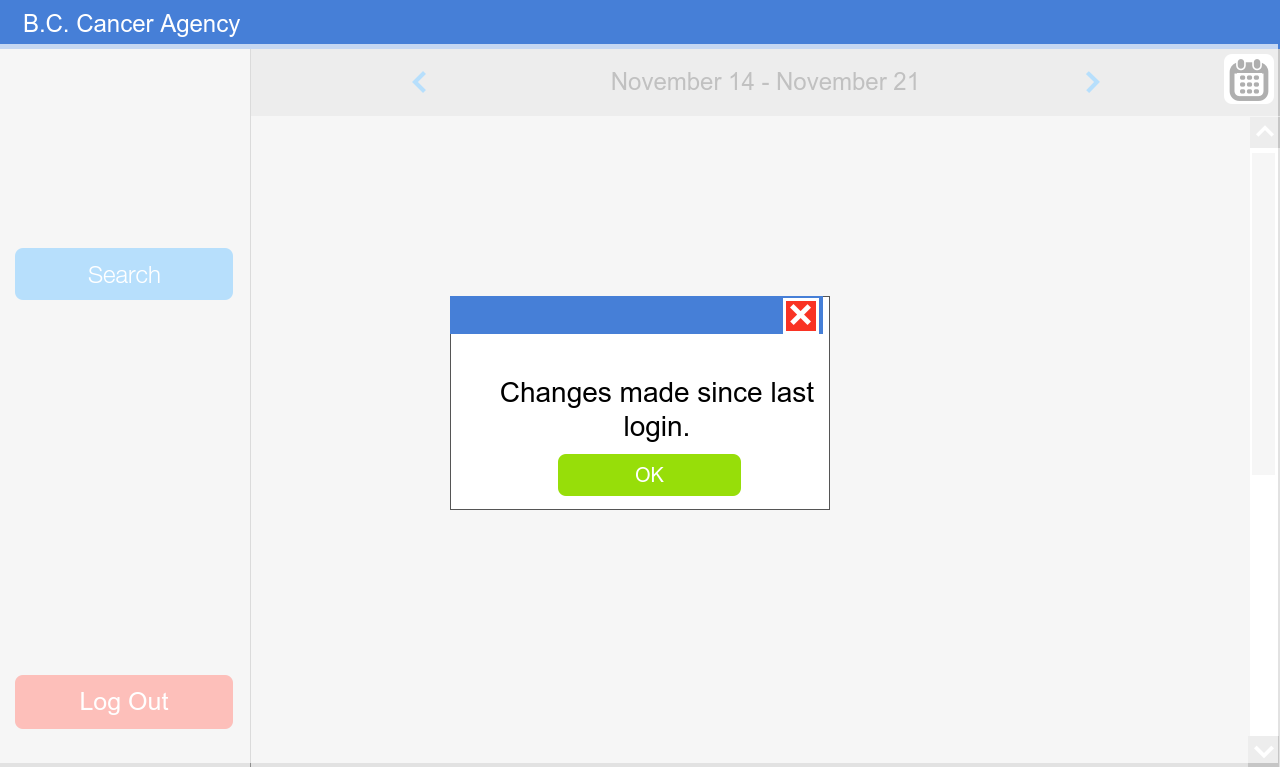 B.C. Cancer Agency
November 14 - November 21
Search
Changes made since last
login.
OK
Log Out